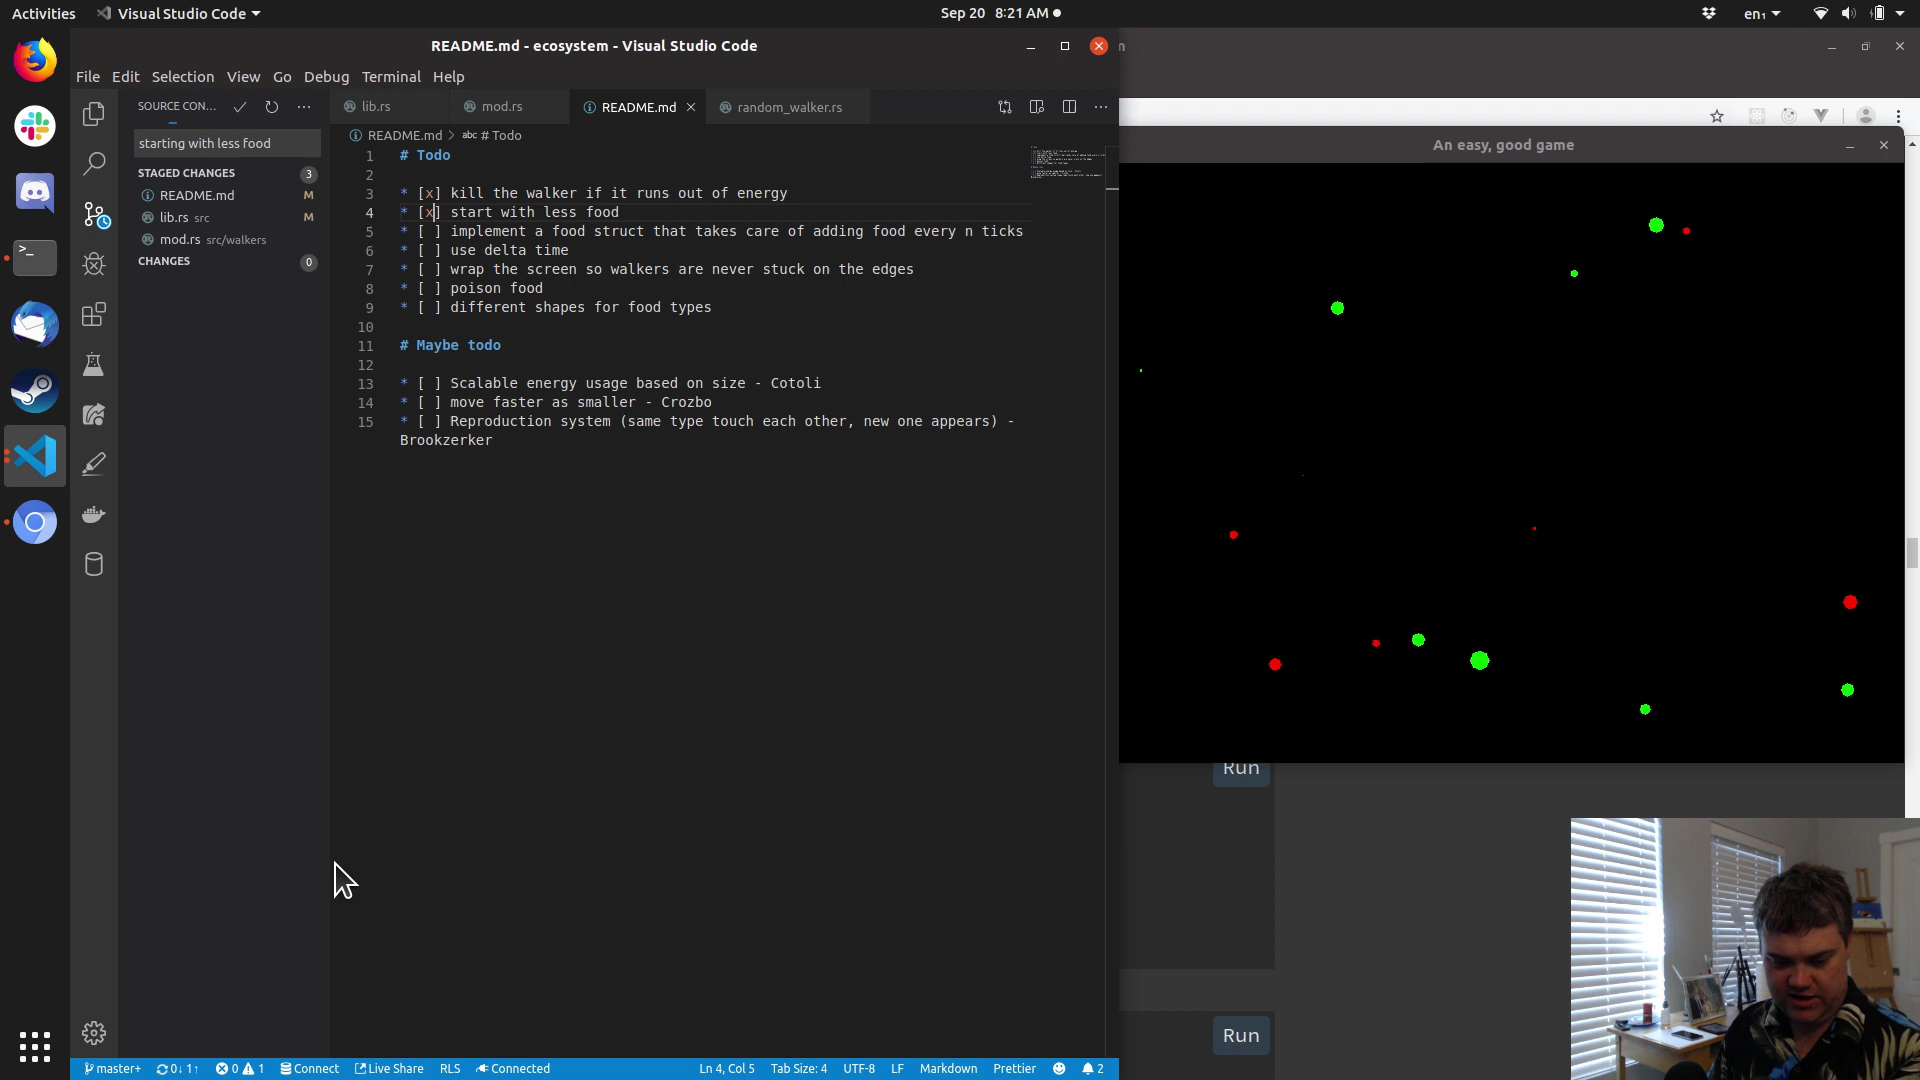 Activities
Visual Studio Code
Sep 20 8:21 AM
en₁
README.md - ecosystem - Visual Studio Code
File Edit Selection View Go Debug Terminal Help
SOURCE CON...
lib.rs
mod.rs
README.md
random_walker.rs
README.md > abc # Todo
starting with less food
STAGED CHANGES 3
README.md M
lib.rs src M
mod.rs src/walkers
CHANGES 0
1 # Todo
2
3 * [x] kill the walker if it runs out of energy
4 * [x] start with less food
5 * [ ] implement a food struct that takes care of adding food every n ticks
6 * [ ] use delta time
7 * [ ] wrap the screen so walkers are never stuck on the edges
8 * [ ] poison food
9 * [ ] different shapes for food types
10
11 # Maybe todo
12
13 * [ ] Scalable energy usage based on size - Cotoli
14 * [ ] move faster as smaller - Crozbo
15 * [ ] Reproduction system (same type touch each other, new one appears) -
Brookzerker
An easy, good game
Run
Run
master+ 0↓ 1↑ 0 1 Connect Live Share RLS Connected
Ln 4, Col 5 Tab Size: 4 UTF-8 LF Markdown Prettier 2